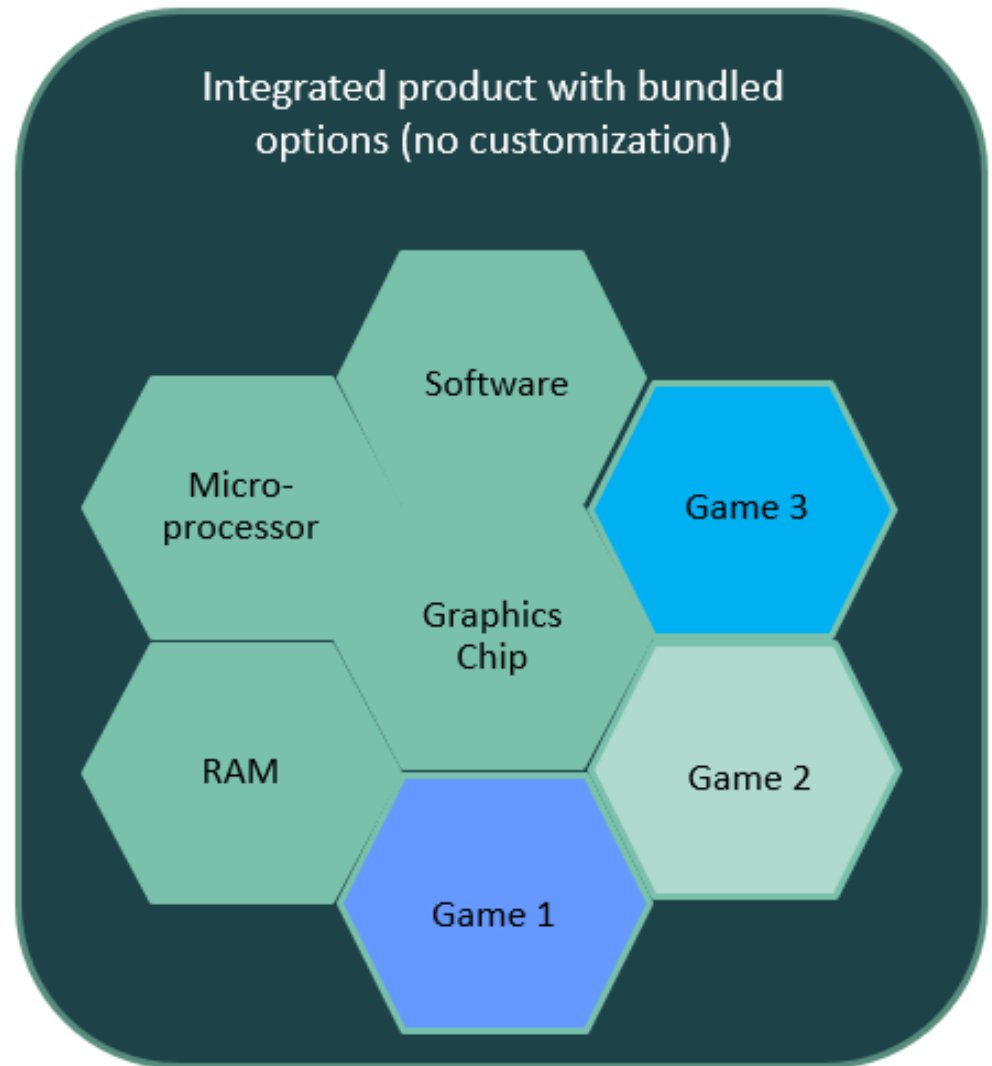 Integrated product with bundled
options (no customization)
Software
Micro-
processor
Game 3
Graphics
Chip
RAM
Game 2
Game 1